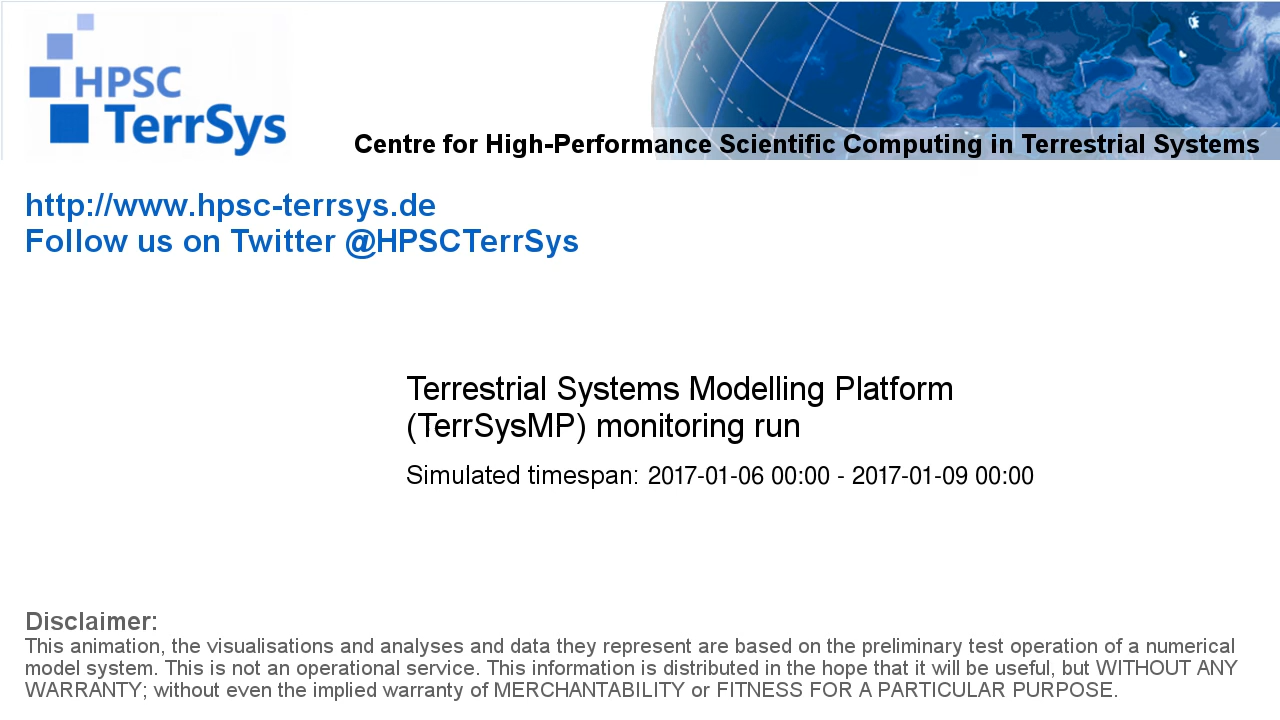 HPSC
TerrSys
Centre for High-Performance Scientific Computing in Terrestrial Systems
http://www.hpsc-terrsys.de
Follow us on Twitter @HPSCTerrSys
Terrestrial Systems Modelling Platform
(TerrSysMP) monitoring run
Simulated timespan: 2017-01-06 00:00 - 2017-01-09 00:00
Disclaimer:
This animation, the visualisations and analyses and data they represent are based on the preliminary test operation of a numerical
model system. This is not an operational service. This information is distributed in the hope that it will be useful, but WITHOUT ANY
WARRANTY; without even the implied warranty of MERCHANTABILITY or FITNESS FOR A PARTICULAR PURPOSE.